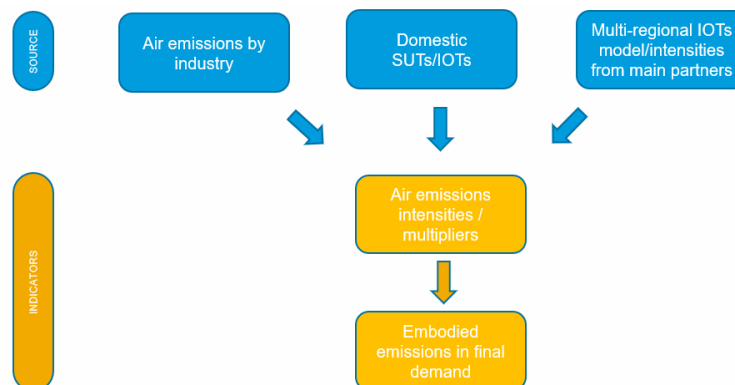 SOURCE
Air emissions by
industry
Domestic
SUTs/IOTs
Multi-regional IOTs
model/intensities
from main partners
INDICATORS
Air emissions
intensities /
multipliers
Embodied
emissions in final
demand